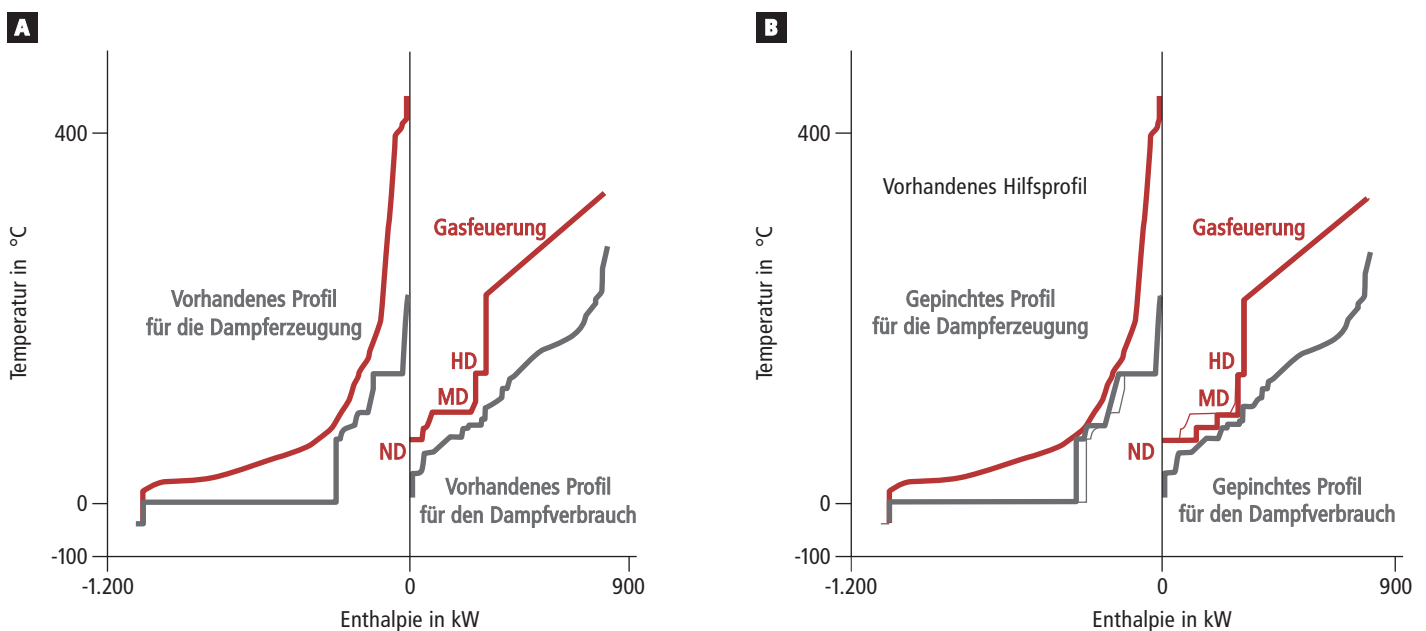 A
400
0
-100
-1.200
0
900
Temperatur in °C
Enthalpie in kW
Gasfeuerung
Vorhandenes Profil
für die Dampferzeugung
HD
MD
ND
Vorhandenes Profil
für den Dampfverbrauch
B
400
0
-100
-1.200
0
900
Temperatur in °C
Enthalpie in kW
Vorhandenes Hilfsprofil
Gasfeuerung
Gepinchtes Profil
für die Dampferzeugung
HD
MD
ND
Gepinchtes Profil
für den Dampfverbrauch